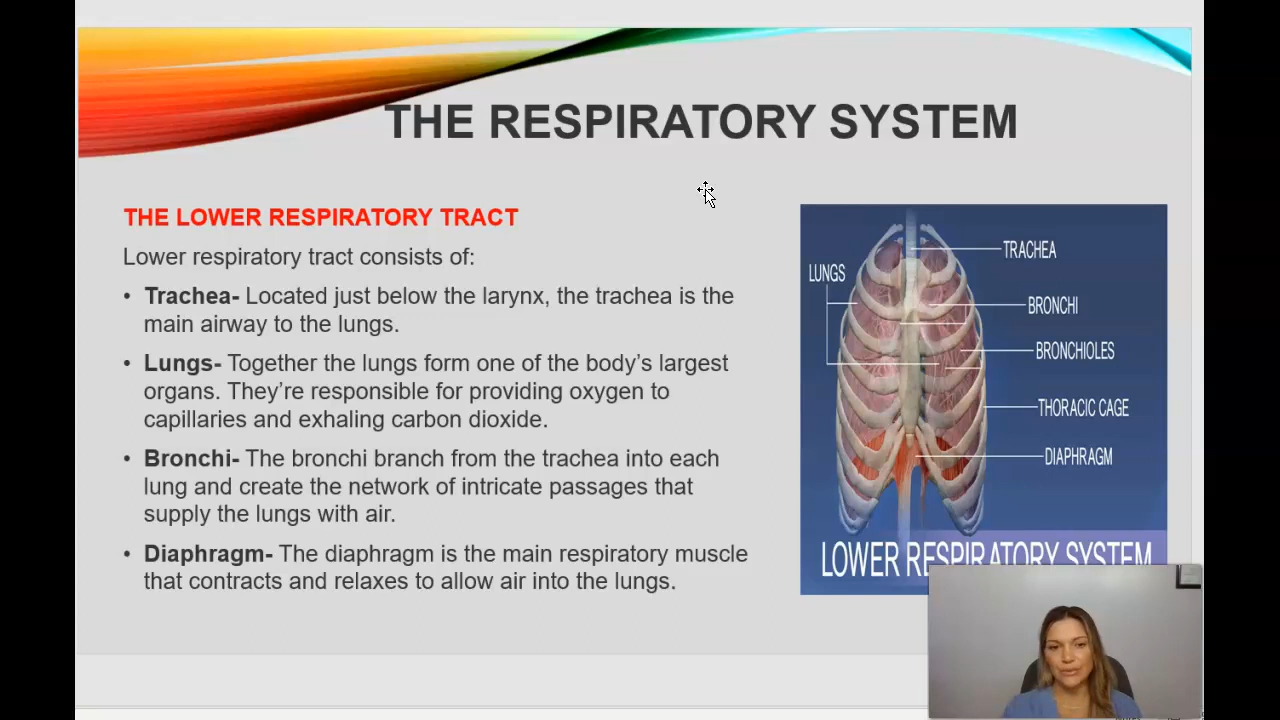 THE RESPIRATORY SYSTEM
THE LOWER RESPIRATORY TRACT
Lower respiratory tract consists of:
• Trachea- Located just below the larynx, the trachea is the
main airway to the lungs.
• Lungs- Together the lungs form one of the body's largest
organs. They're responsible for providing oxygen to
capillaries and exhaling carbon dioxide.
• Bronchi- The bronchi branch from the trachea into each
lung and create the network of intricate passages that
supply the lungs with air.
• Diaphragm- The diaphragm is the main respiratory muscle
that contracts and relaxes to allow air into the lungs.
TRACHEA
LUNGS
BRONCHI
BRONCHIOLES
THORACIC CAGE
DIAPHRAGM
LOWER RESPIRATORY SYSTEM